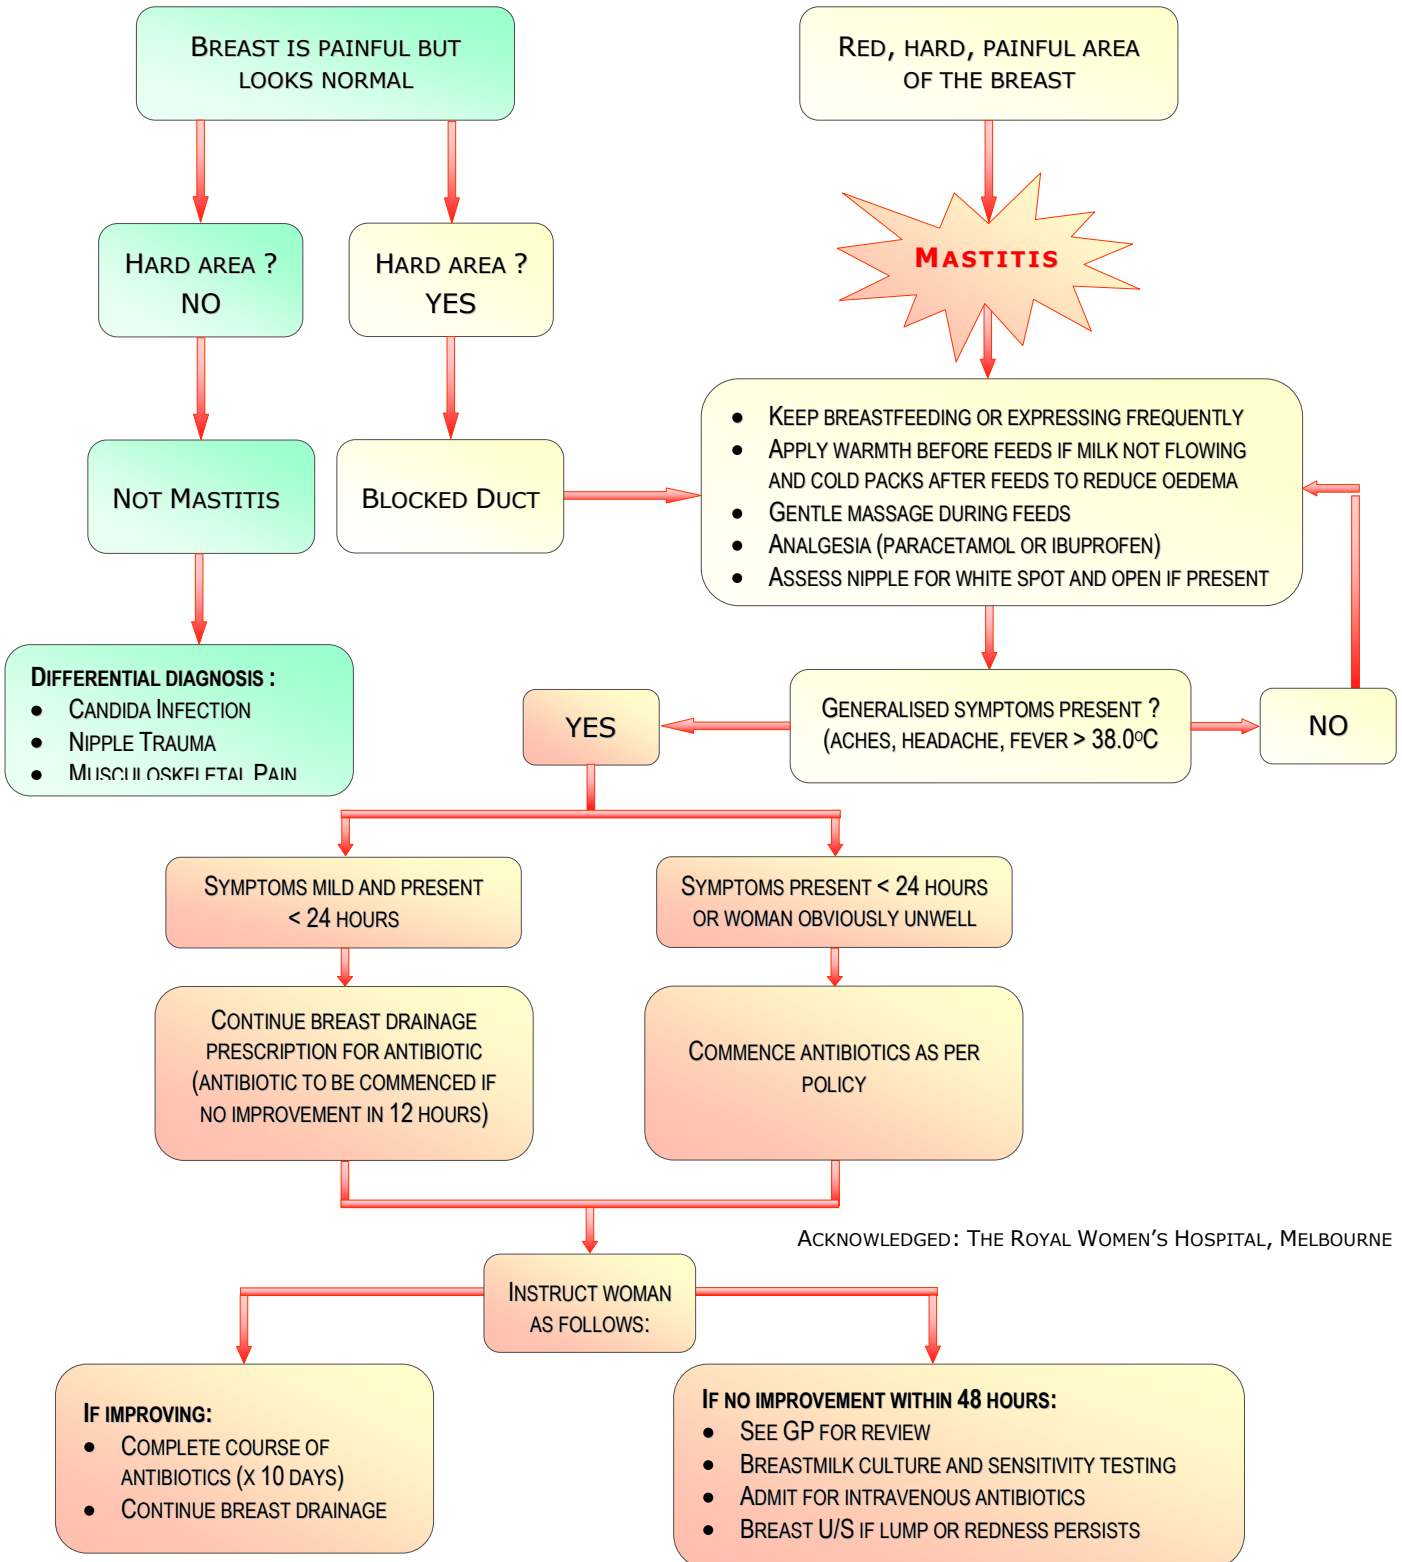 BREAST IS PAINFUL BUT
LOOKS NORMAL
RED, HARD, PAINFUL AREA
OF THE BREAST
HARD AREA ?
NO
HARD AREA ?
YES
MASTITIS
NOT MASTITIS
BLOCKED DUCT
• KEEP BREASTFEEDING OR EXPRESSING FREQUENTLY
• APPLY WARMTH BEFORE FEEDS IF MILK NOT FLOWING
AND COLD PACKS AFTER FEEDS TO REDUCE OEDEMA
• GENTLE MASSAGE DURING FEEDS
• ANALGESIA (PARACETAMOL OR IBUPROFEN)
• ASSESS NIPPLE FOR WHITE SPOT AND OPEN IF PRESENT
DIFFERENTIAL DIAGNOSIS :
• CANDIDA INFECTION
• NIPPLE TRAUMA
• MUSCULOSKELETAL PAIN
YES
GENERALISED SYMPTOMS PRESENT ?
(ACHES, HEADACHE, FEVER > 38.0°C
NO
SYMPTOMS MILD AND PRESENT
< 24 HOURS
SYMPTOMS PRESENT < 24 HOURS
OR WOMAN OBVIOUSLY UNWELL
CONTINUE BREAST DRAINAGE
PRESCRIPTION FOR ANTIBIOTIC
(ANTIBIOTIC TO BE COMMENCED IF
NO IMPROVEMENT IN 12 HOURS)
COMMENCE ANTIBIOTICS AS PER
POLICY
ACKNOWLEDGED: THE ROYAL WOMEN'S HOSPITAL, MELBOURNE
INSTRUCT WOMAN
AS FOLLOWS:
IF IMPROVING:
• COMPLETE COURSE OF
ANTIBIOTICS (X 10 DAYS)
• CONTINUE BREAST DRAINAGE
IF NO IMPROVEMENT WITHIN 48 HOURS:
• SEE GP FOR REVIEW
• BREASTMILK CULTURE AND SENSITIVITY TESTING
• ADMIT FOR INTRAVENOUS ANTIBIOTICS
• BREAST U/S IF LUMP OR REDNESS PERSISTS